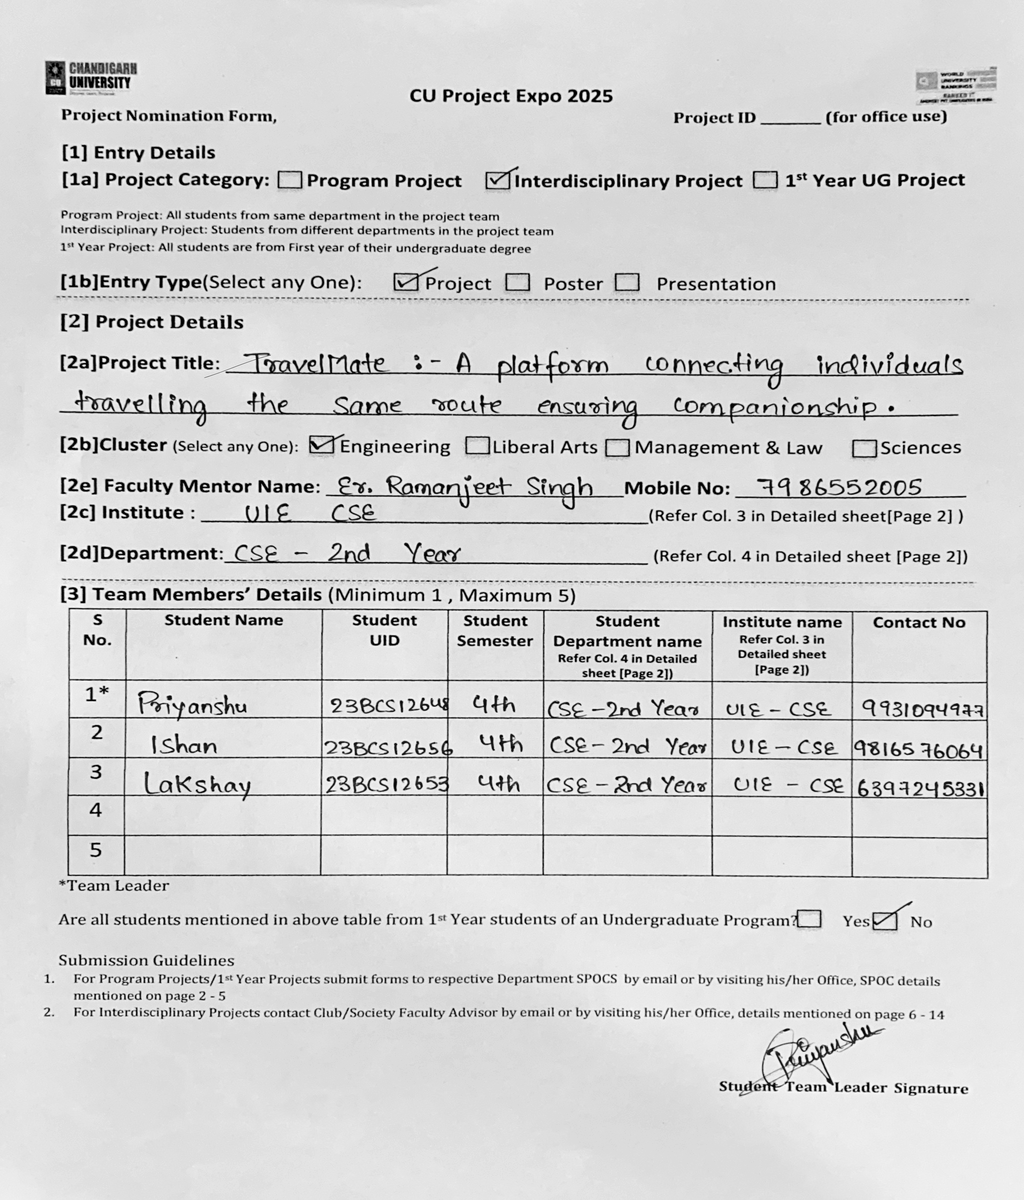 CHANDIGARH
UNIVERSITY
CU
WORLD
UNIVERSITY
RANKINGS
CU Project Expo 2025
Project Nomination Form,
Project ID ______ (for office use)
[1] Entry Details
[1a] Project Category: Program Project Interdisciplinary Project 1st Year UG Project
Program Project: All students from same department in the project team
Interdisciplinary Project: Students from different departments in the project team
1st Year Project: All students are from First year of their undergraduate degree
[1b]Entry Type(Select any One): Project Poster Presentation
[2] Project Details
[2a]Project Title: TravelMate :- A platform connecting individuals
travelling the same route ensuring companionship.
[2b]Cluster (Select any One): Engineering Liberal Arts Management & Law Sciences
[2e] Faculty Mentor Name: Er. Ramanjeet Singh Mobile No: 7986552005
[2c] Institute : UIE CSE (Refer Col. 3 in Detailed sheet[Page 2] )
[2d]Department: CSE - 2nd Year (Refer Col. 4 in Detailed sheet [Page 2])
[3] Team Members' Details (Minimum 1 , Maximum 5)
S No. Student Name Student UID Student Semester Student Department name Refer Col. 4 in Detailed sheet [Page 2]) Institute name Refer Col. 3 in Detailed sheet [Page 2]) Contact No
1* Priyanshu 23BCS12648 4th CSE - 2nd Year UIE - CSE 9931094977
2 Ishan 23BCS12656 4th CSE - 2nd Year UIE - CSE 9816576064
3 Lakshay 23BCS12653 4th CSE - 2nd Year UIE - CSE 6397245331
4
5
*Team Leader
Are all students mentioned in above table from 1st Year students of an Undergraduate Program? Yes No
Submission Guidelines
1. For Program Projects/1st Year Projects submit forms to respective Department SPOCS by email or by visiting his/her Office, SPOC details
mentioned on page 2 - 5
2. For Interdisciplinary Projects contact Club/Society Faculty Advisor by email or by visiting his/her Office, details mentioned on page 6 - 14
Priyanshu
Student Team Leader Signature